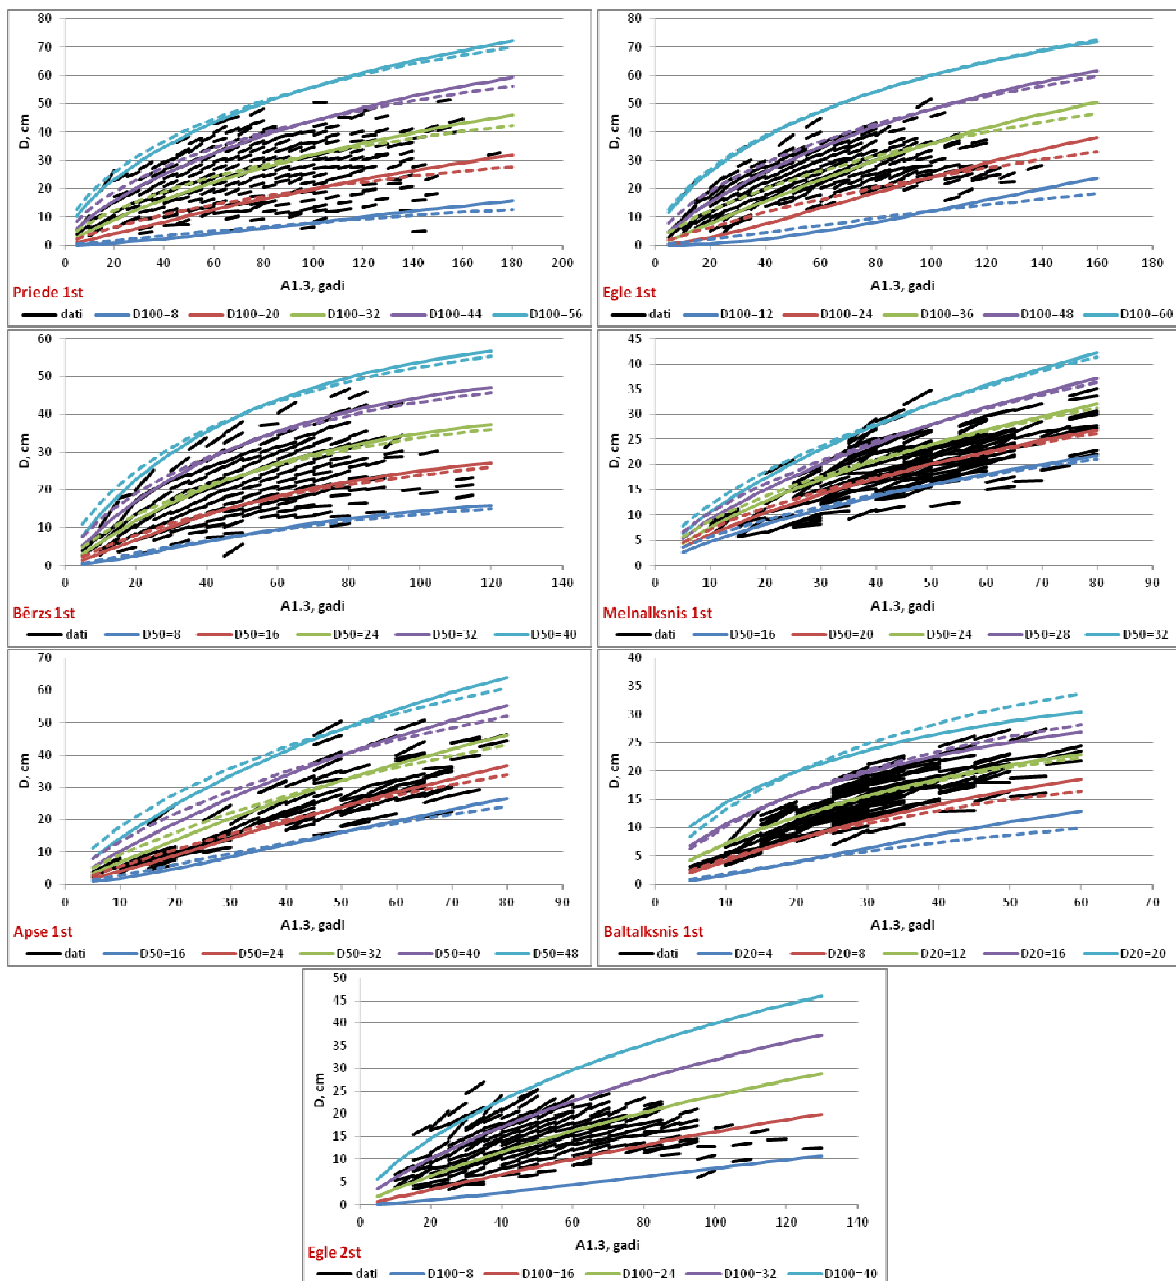 80
70
60
50
40
30
20
10
0
D, cm
0 20 40 60 80 100 120 140 160 180 200
A1.3, gadi
Priede 1st
dati D100=8 D100=20 D100=32 D100=44 D100=56
80
70
60
50
40
30
20
10
0
D, cm
0 20 40 60 80 100 120 140 160 180
A1.3, gadi
Egle 1st
dati D100=12 D100=24 D100=36 D100=48 D100=60
60
50
40
30
20
10
0
D, cm
0 20 40 60 80 100 120 140
A1.3, gadi
Bērzs 1st
dati D50=8 D50=16 D50=24 D50=32 D50=40
45
40
35
30
25
20
15
10
5
0
D, cm
0 10 20 30 40 50 60 70 80 90
A1.3, gadi
Melnalksnis 1st
dati D50=16 D50=20 D50=24 D50=28 D50=32
70
60
50
40
30
20
10
0
D, cm
0 10 20 30 40 50 60 70 80 90
A1.3, gadi
Apse 1st
dati D50=16 D50=24 D50=32 D50=40 D50=48
40
35
30
25
20
15
10
5
0
D, cm
0 10 20 30 40 50 60 70
A1.3, gadi
Baltalksnis 1st
dati D20=4 D20=8 D20=12 D20=16 D20=20
50
45
40
35
30
25
20
15
10
5
0
D, cm
0 20 40 60 80 100 120 140
A1.3, gadi
Egle 2st
dati D100=8 D100=16 D100=24 D100=32 D100=40